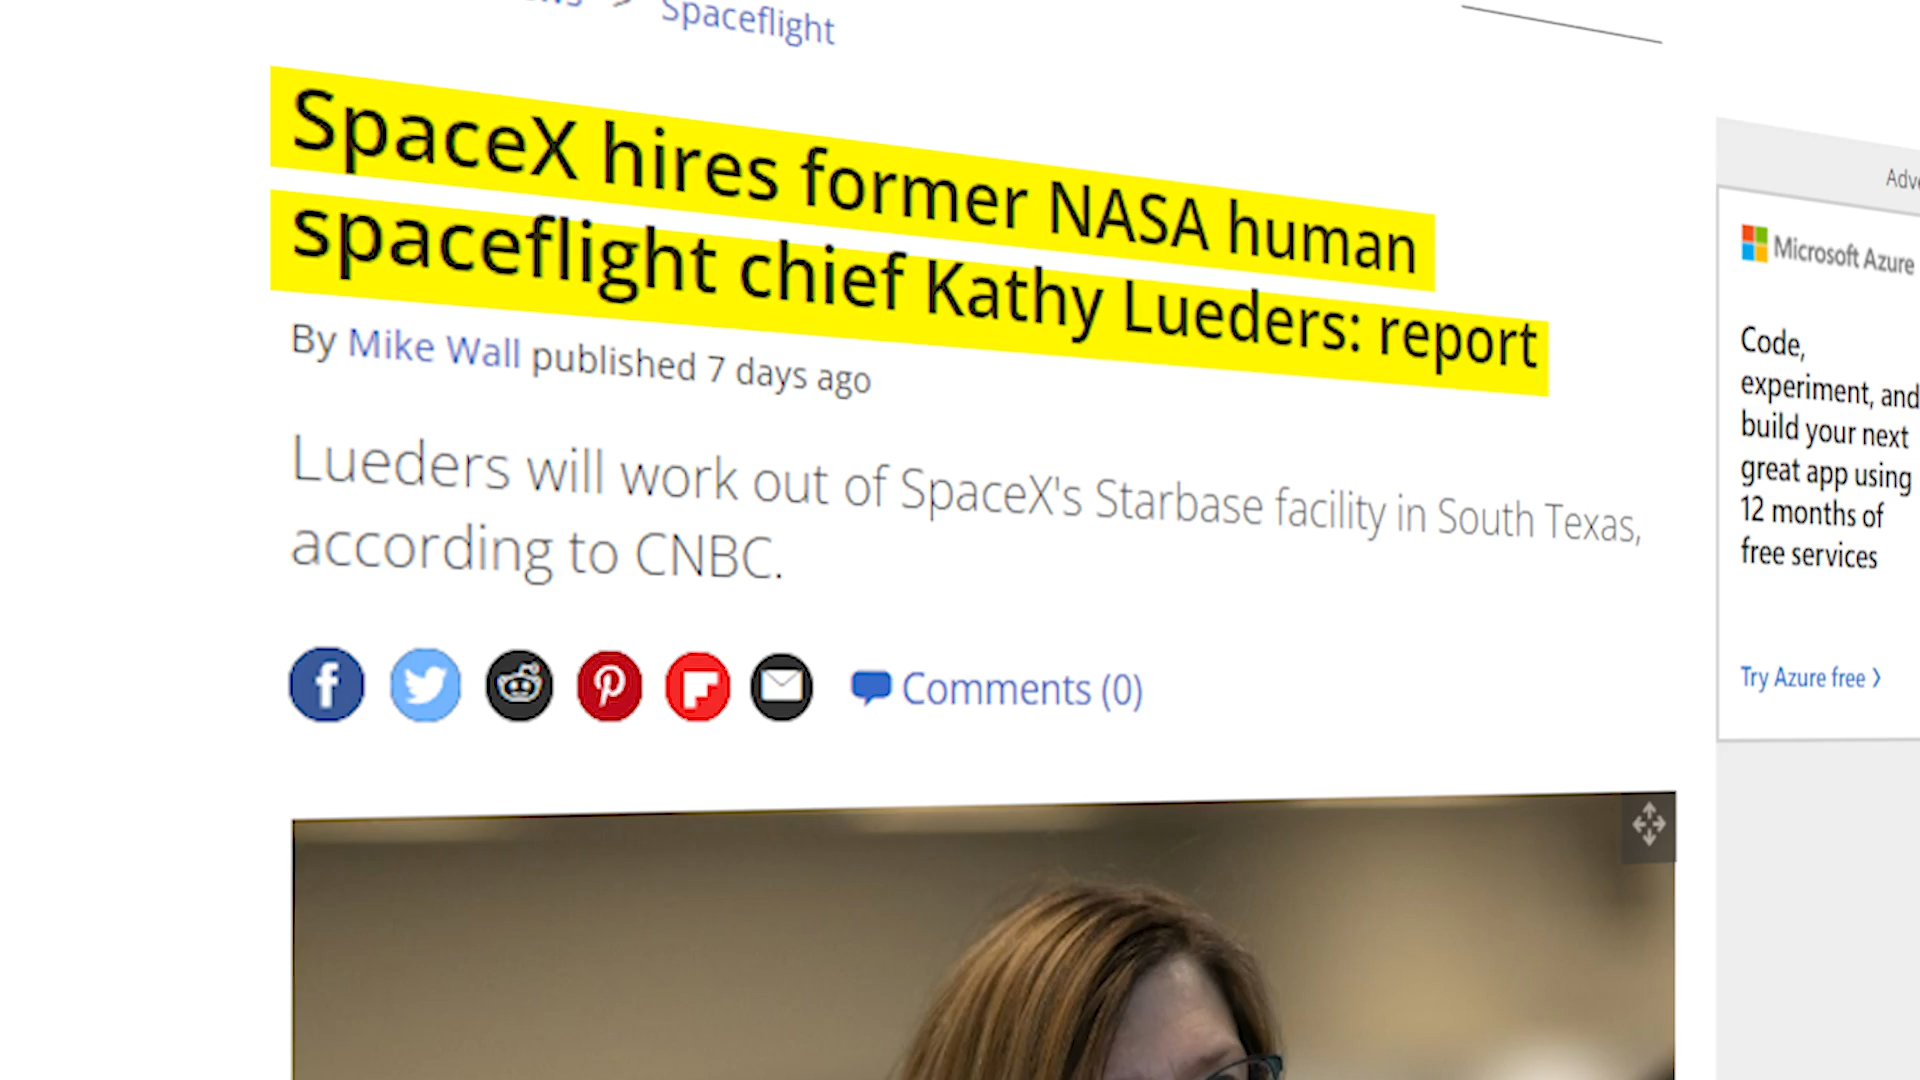 > Spaceflight
SpaceX hires former NASA human
spaceflight chief Kathy Lueders: report
By Mike Wall published 7 days ago
Lueders will work out of SpaceX's Starbase facility in South Texas,
according to CNBC.
Comments (0)
Microsoft Azure
Code,
experiment, and
build your next
great app using
12 months of
free services
Try Azure free >